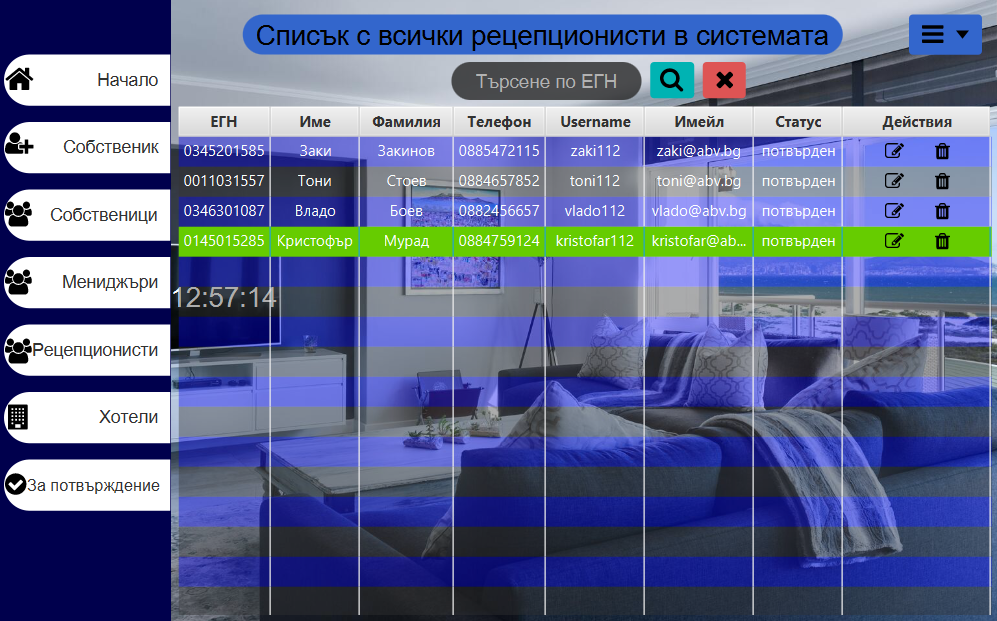 Списък с всички рецепционисти в системата
Търсене по ЕГН
Начало
Собственик
Собственици
Мениджъри
Рецепционисти
Хотели
За потвърждение
12:57:14
ЕГН Име Фамилия Телефон Username Имейл Статус Действия
0345201585 Заки Закинов 0885472115 zaki112 zaki@abv.bg потвърден
0011031557 Тони Стоев 0884657852 toni112 toni@abv.bg потвърден
0346301087 Владо Боев 0882456657 vlado112 vlado@abv.bg потвърден
0145015285 Кристофър Мурад 0884759124 kristofar112 kristofar@ab... потвърден